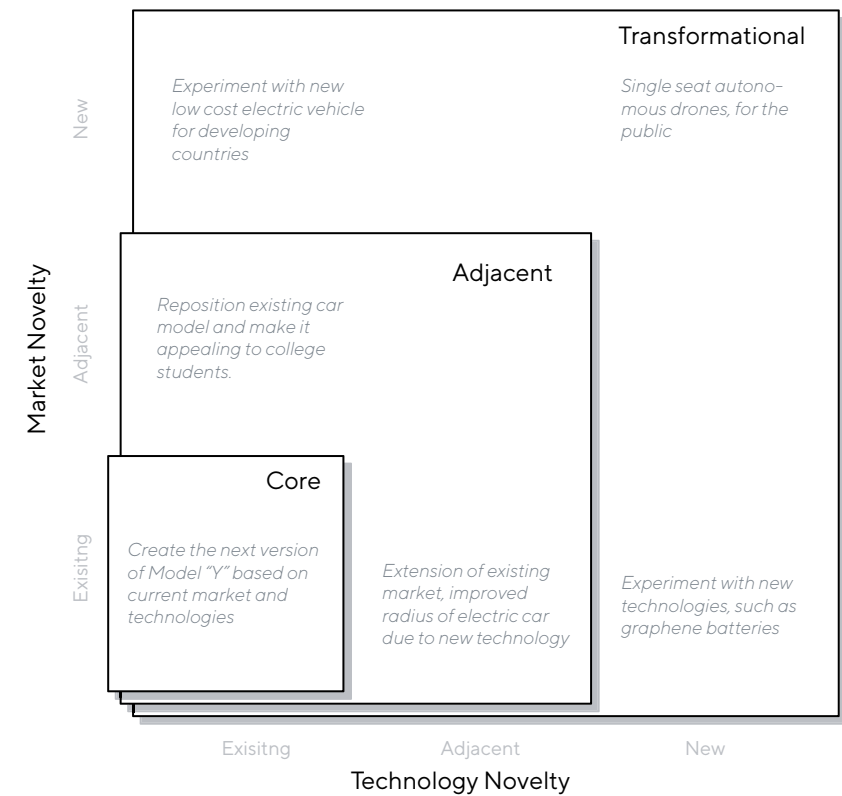 Transformational
Experiment with new
low cost electric vehicle
for developing
countries
Single seat autono-
mous drones, for the
public
New
Adjacent
Reposition existing car
model and make it
appealing to college
students.
Adjacent
Market Novelty
Core
Create the next version
of Model “Y” based on
current market and
technologies
Extension of existing
market, improved
radius of electric car
due to new technology
Experiment with new
technologies, such as
graphene batteries
Exisitng
Exisitng
Adjacent
New
Technology Novelty